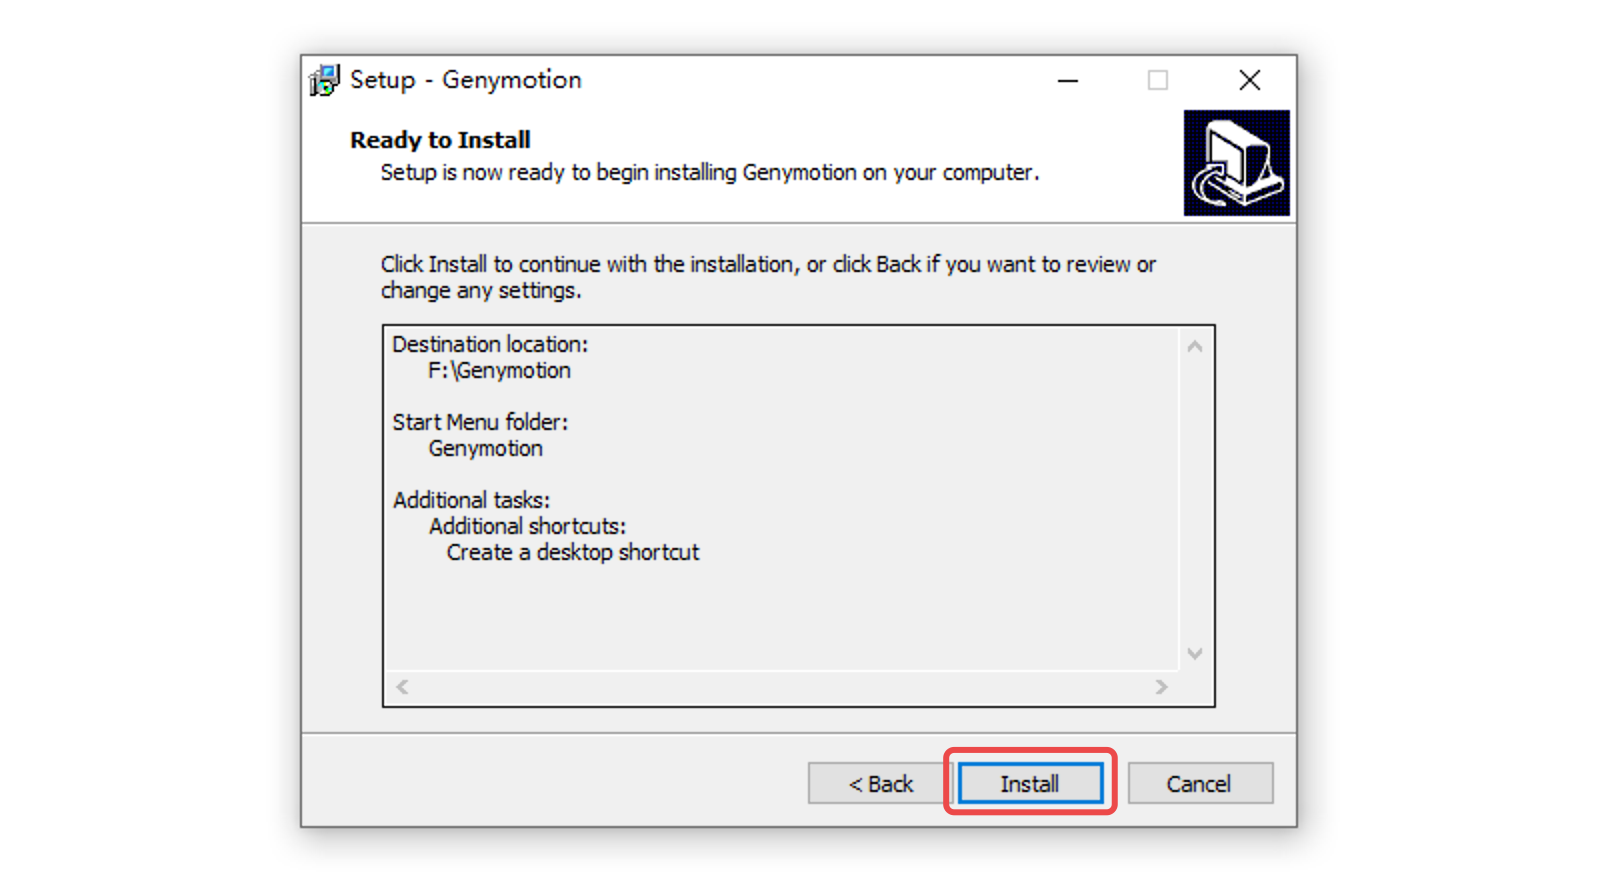 Setup - Genymotion
Ready to Install
Setup is now ready to begin installing Genymotion on your computer.
Click Install to continue with the installation, or click Back if you want to review or
change any settings.
Destination location:
F:\Genymotion
Start Menu folder:
Genymotion
Additional tasks:
Additional shortcuts:
Create a desktop shortcut
< Back
Install
Cancel